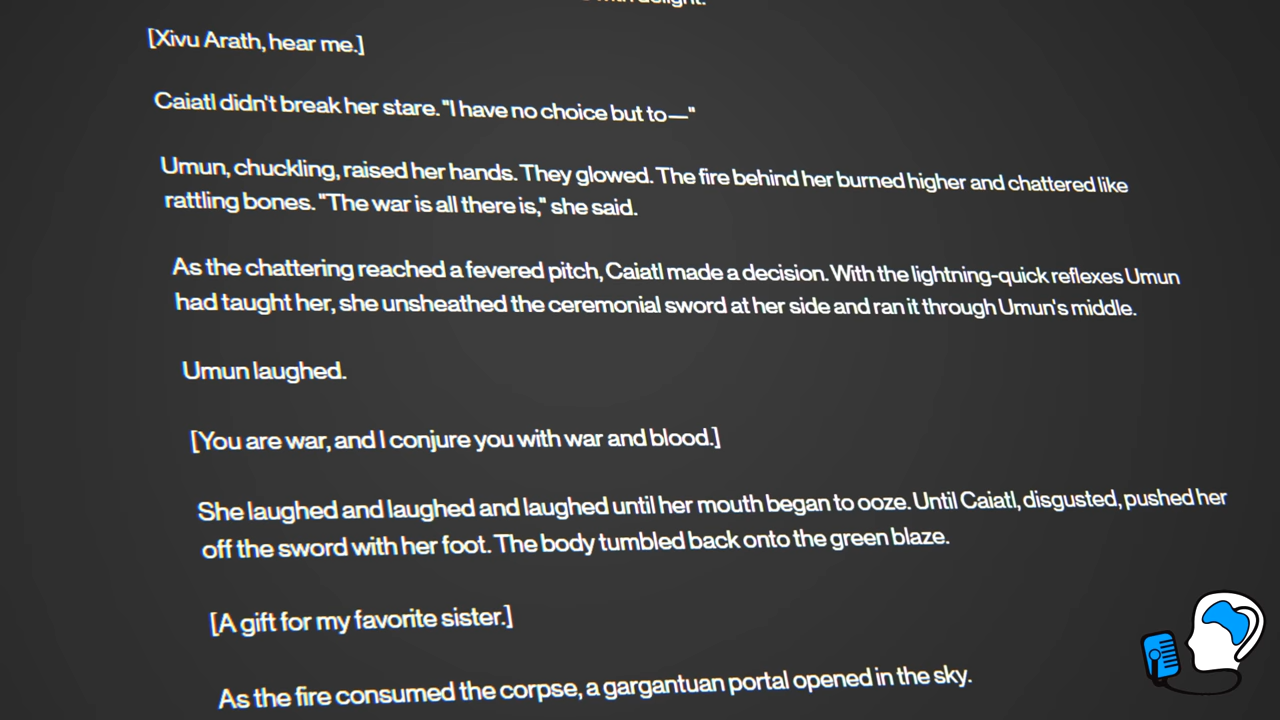 delight.
[Xivu Arath, hear me.]
Caiatl didn't break her stare. "I have no choice but to—"
Umun, chuckling, raised her hands. They glowed. The fire behind her burned higher and chattered like
rattling bones. "The war is all there is," she said.
As the chattering reached a fevered pitch, Caiatl made a decision. With the lightning-quick reflexes Umun
had taught her, she unsheathed the ceremonial sword at her side and ran it through Umun's middle.
Umun laughed.
[You are war, and I conjure you with war and blood.]
She laughed and laughed and laughed until her mouth began to ooze. Until Caiatl, disgusted, pushed her
off the sword with her foot. The body tumbled back onto the green blaze.
[A gift for my favorite sister.]
As the fire consumed the corpse, a gargantuan portal opened in the sky.